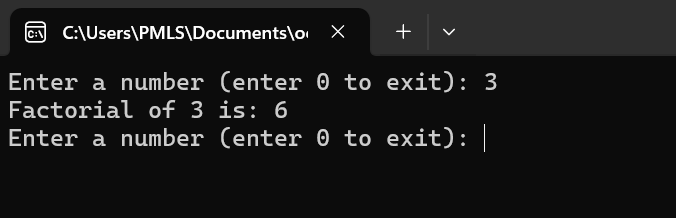 C:\Users\PMLS\Documents\o
Enter a number (enter 0 to exit): 3
Factorial of 3 is: 6
Enter a number (enter 0 to exit):